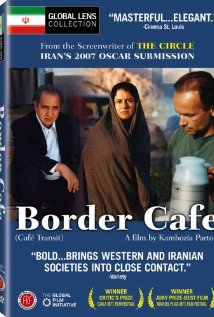 GLOBAL LENS
COLLECTION
"MASTERFUL...ELEGANT."
-Cinema St. Louis
From the Screenwriter of THE CIRCLE
IRAN'S 2007 OSCAR SUBMISSION
Border Cafe
(Café Transit)
A film by Kambozia Partovi
"BOLD...BRINGS WESTERN AND IRANIAN
SOCIETIES INTO CLOSE CONTACT."
-Variety
THE GLOBAL
FILM INITIATIVE
WINNER
CRITIC'S PRIZE
WINNER
JURY PRIZE-BEST FILM
Border Cafe